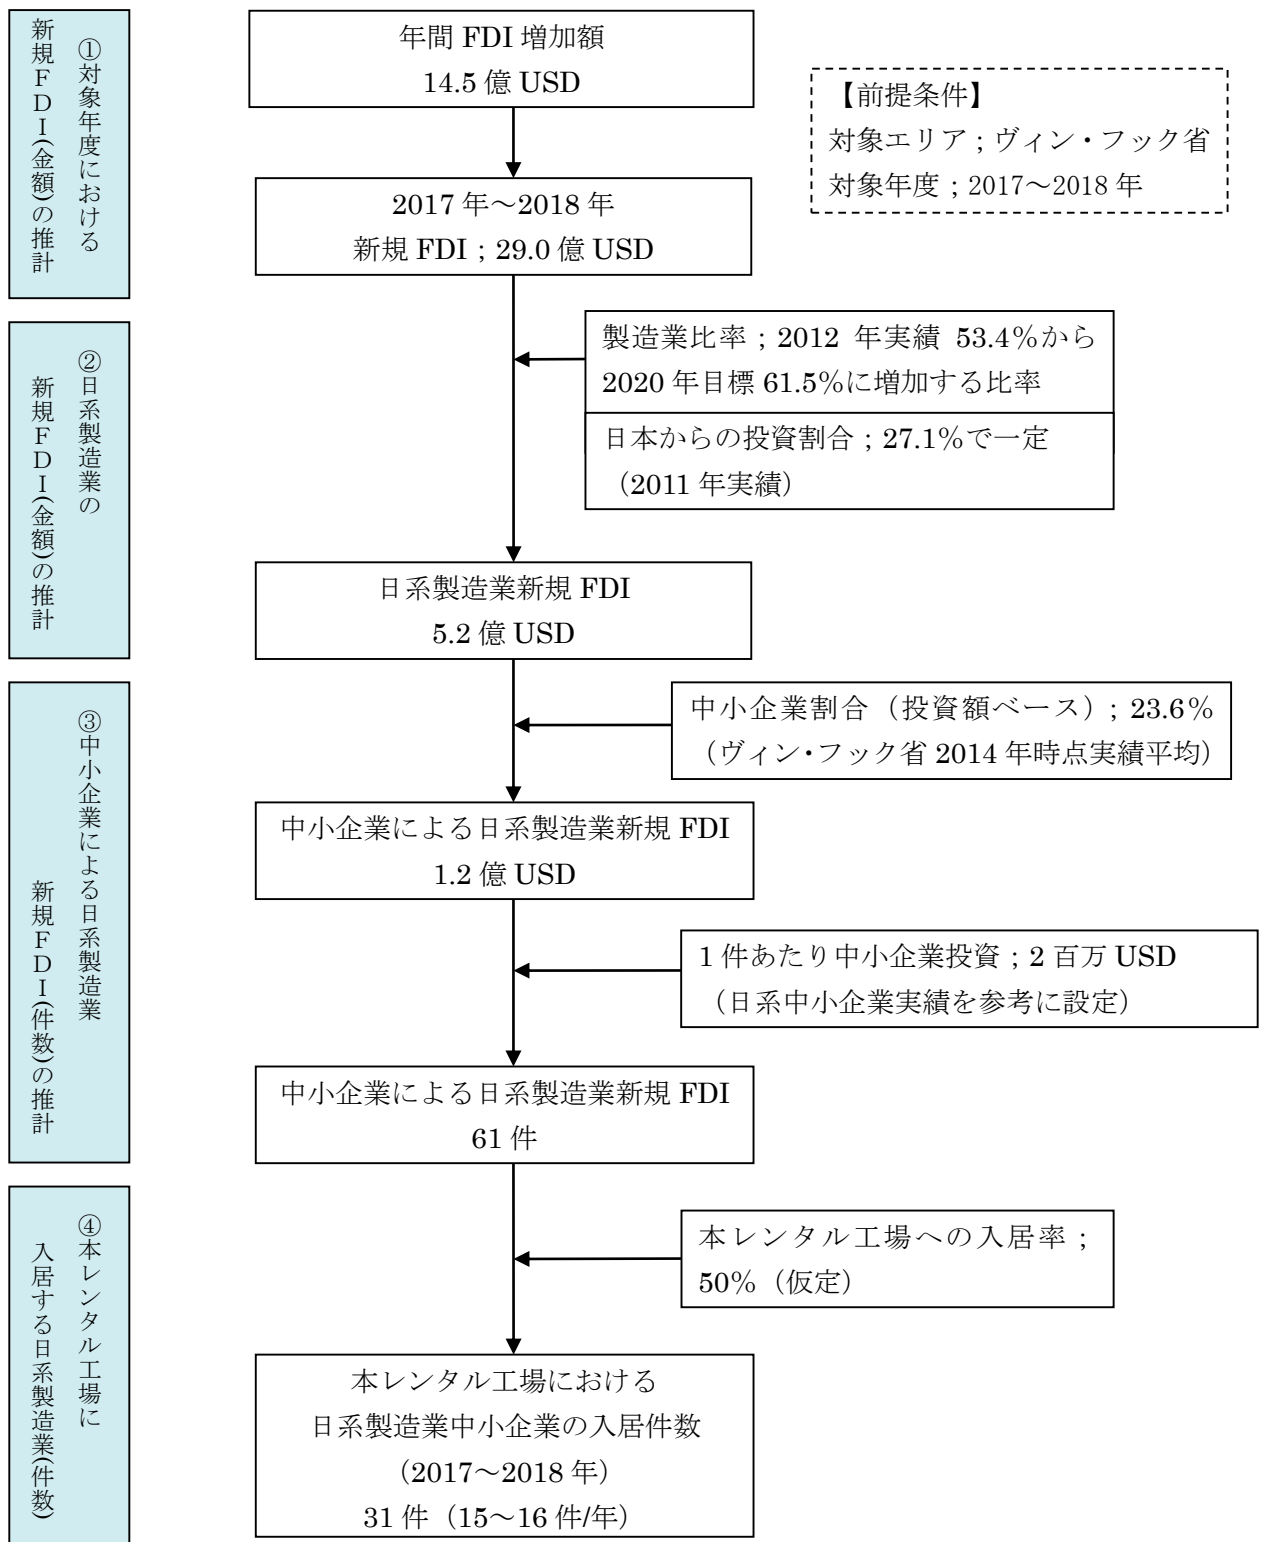 ①対象年度における
新規FDI(金額)の推計
年間 FDI 増加額
14.5 億 USD
【前提条件】
対象エリア；ヴィン・フック省
対象年度；2017～2018 年
2017 年～2018 年
新規 FDI；29.0 億 USD
②日系製造業の
新規FDI(金額)の推計
製造業比率；2012 年実績 53.4％から
2020 年目標 61.5％に増加する比率
日本からの投資割合；27.1％で一定
（2011 年実績）
日系製造業新規 FDI
5.2 億 USD
③中小企業による日系製造業
新規FDI(件数)の推計
中小企業割合（投資額ベース）；23.6％
（ヴィン・フック省 2014 年時点実績平均）
中小企業による日系製造業新規 FDI
1.2 億 USD
1 件あたり中小企業投資；2 百万 USD
（日系中小企業実績を参考に設定）
中小企業による日系製造業新規 FDI
61 件
④本レンタル工場に
入居する日系製造業(件数)
本レンタル工場への入居率；
50％（仮定）
本レンタル工場における
日系製造業中小企業の入居件数
（2017～2018 年）
31 件（15～16 件/年）